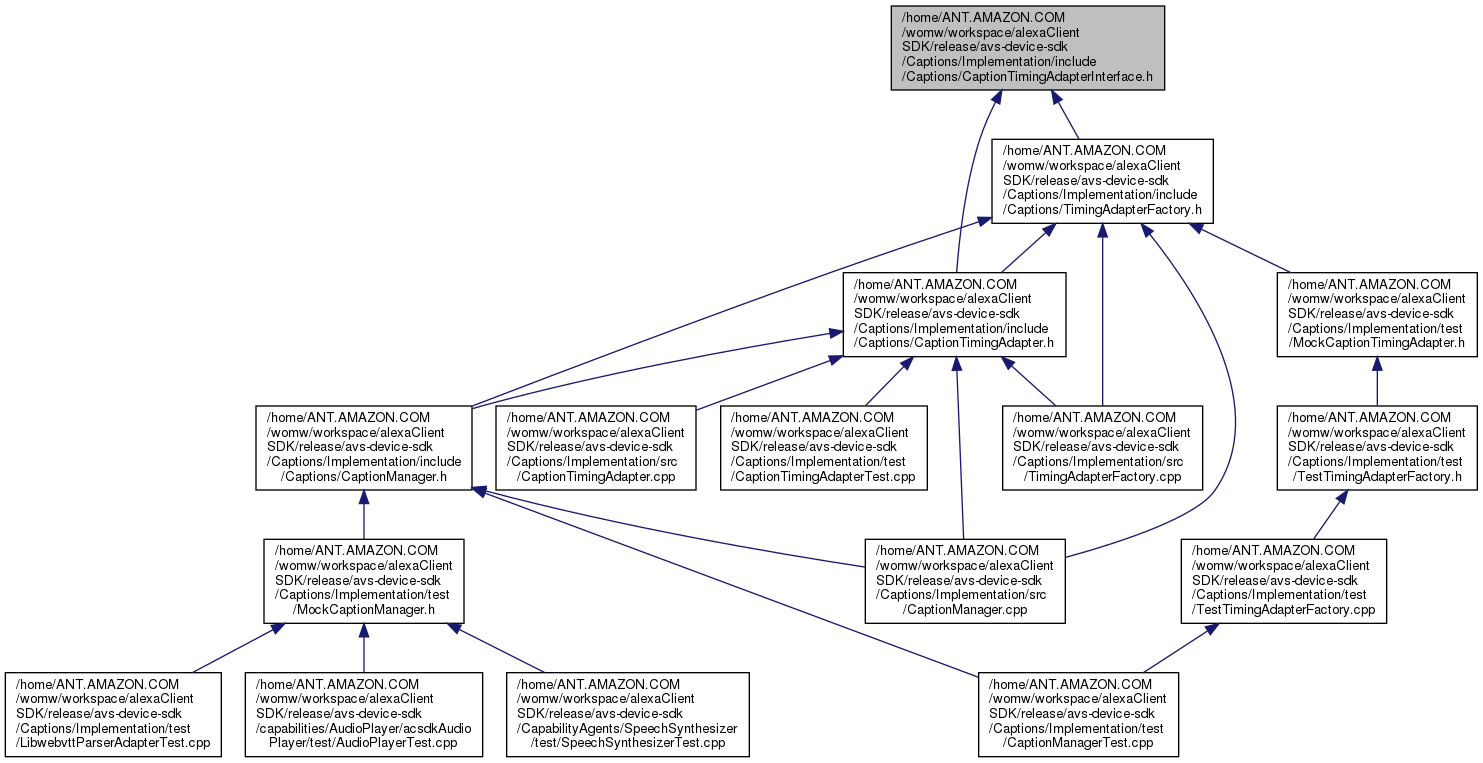 /home/ANT.AMAZON.COM
/womw/workspace/alexaClient
SDK/release/avs-device-sdk
/Captions/Implementation/include
/Captions/CaptionTimingAdapterInterface.h
/home/ANT.AMAZON.COM
/womw/workspace/alexaClient
SDK/release/avs-device-sdk
/Captions/Implementation/include
/Captions/TimingAdapterFactory.h
/home/ANT.AMAZON.COM
/womw/workspace/alexaClient
SDK/release/avs-device-sdk
/Captions/Implementation/include
/Captions/CaptionTimingAdapter.h
/home/ANT.AMAZON.COM
/womw/workspace/alexaClient
SDK/release/avs-device-sdk
/Captions/Implementation/test
/MockCaptionTimingAdapter.h
/home/ANT.AMAZON.COM
/womw/workspace/alexaClient
SDK/release/avs-device-sdk
/Captions/Implementation/include
/Captions/CaptionManager.h
/home/ANT.AMAZON.COM
/womw/workspace/alexaClient
SDK/release/avs-device-sdk
/Captions/Implementation/src
/CaptionTimingAdapter.cpp
/home/ANT.AMAZON.COM
/womw/workspace/alexaClient
SDK/release/avs-device-sdk
/Captions/Implementation/test
/CaptionTimingAdapterTest.cpp
/home/ANT.AMAZON.COM
/womw/workspace/alexaClient
SDK/release/avs-device-sdk
/Captions/Implementation/src
/TimingAdapterFactory.cpp
/home/ANT.AMAZON.COM
/womw/workspace/alexaClient
SDK/release/avs-device-sdk
/Captions/Implementation/test
/TestTimingAdapterFactory.h
/home/ANT.AMAZON.COM
/womw/workspace/alexaClient
SDK/release/avs-device-sdk
/Captions/Implementation/test
/MockCaptionManager.h
/home/ANT.AMAZON.COM
/womw/workspace/alexaClient
SDK/release/avs-device-sdk
/Captions/Implementation/src
/CaptionManager.cpp
/home/ANT.AMAZON.COM
/womw/workspace/alexaClient
SDK/release/avs-device-sdk
/Captions/Implementation/test
/TestTimingAdapterFactory.cpp
/home/ANT.AMAZON.COM
/womw/workspace/alexaClient
SDK/release/avs-device-sdk
/Captions/Implementation/test
/LibwebvttParserAdapterTest.cpp
/home/ANT.AMAZON.COM
/womw/workspace/alexaClient
SDK/release/avs-device-sdk
/capabilities/AudioPlayer/acsdkAudio
Player/test/AudioPlayerTest.cpp
/home/ANT.AMAZON.COM
/womw/workspace/alexaClient
SDK/release/avs-device-sdk
/CapabilityAgents/SpeechSynthesizer
/test/SpeechSynthesizerTest.cpp
/home/ANT.AMAZON.COM
/womw/workspace/alexaClient
SDK/release/avs-device-sdk
/Captions/Implementation/test
/CaptionManagerTest.cpp